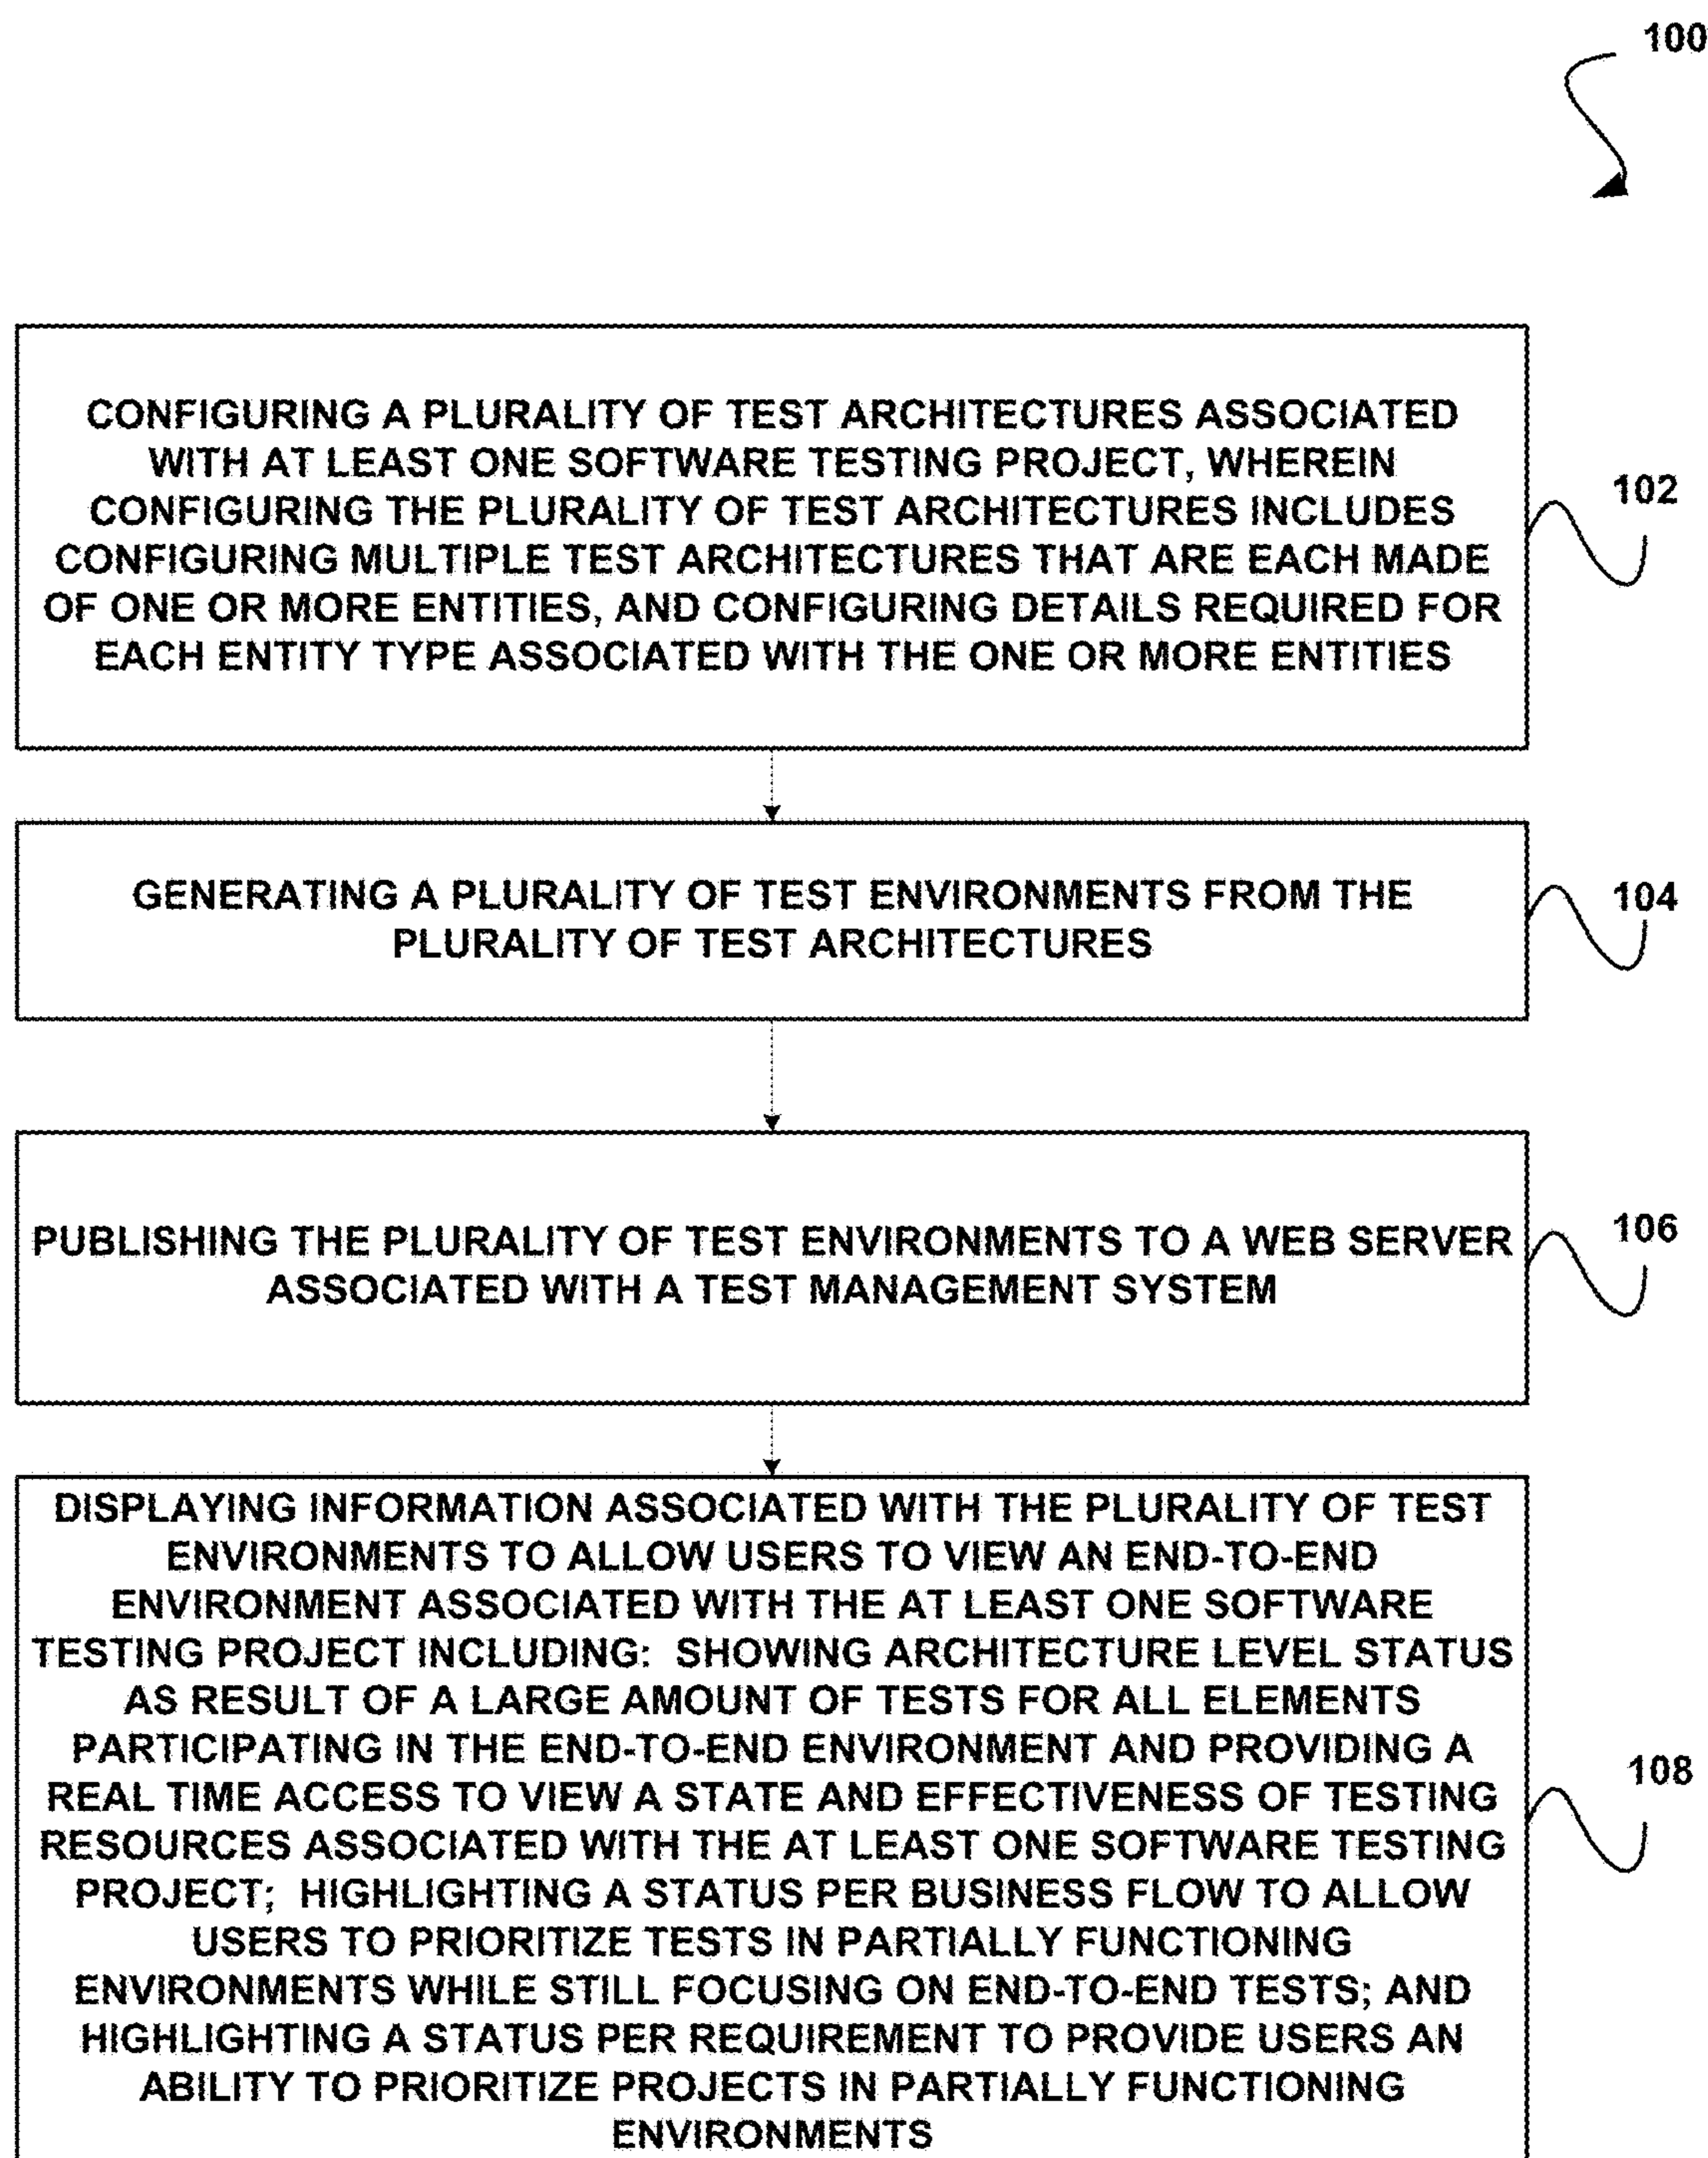 100
CONFIGURING A PLURALITY OF TEST ARCHITECTURES ASSOCIATED
WITH AT LEAST ONE SOFTWARE TESTING PROJECT, WHEREIN
CONFIGURING THE PLURALITY OF TEST ARCHITECTURES INCLUDES
CONFIGURING MULTIPLE TEST ARCHITECTURES THAT ARE EACH MADE
OF ONE OR MORE ENTITIES, AND CONFIGURING DETAILS REQUIRED FOR
EACH ENTITY TYPE ASSOCIATED WITH THE ONE OR MORE ENTITIES
102
GENERATING A PLURALITY OF TEST ENVIRONMENTS FROM THE
PLURALITY OF TEST ARCHITECTURES
104
PUBLISHING THE PLURALITY OF TEST ENVIRONMENTS TO A WEB SERVER
ASSOCIATED WITH A TEST MANAGEMENT SYSTEM
106
DISPLAYING INFORMATION ASSOCIATED WITH THE PLURALITY OF TEST
ENVIRONMENTS TO ALLOW USERS TO VIEW AN END-TO-END
ENVIRONMENT ASSOCIATED WITH THE AT LEAST ONE SOFTWARE
TESTING PROJECT INCLUDING: SHOWING ARCHITECTURE LEVEL STATUS
AS RESULT OF A LARGE AMOUNT OF TESTS FOR ALL ELEMENTS
PARTICIPATING IN THE END-TO-END ENVIRONMENT AND PROVIDING A
REAL TIME ACCESS TO VIEW A STATE AND EFFECTIVENESS OF TESTING
RESOURCES ASSOCIATED WITH THE AT LEAST ONE SOFTWARE TESTING
PROJECT; HIGHLIGHTING A STATUS PER BUSINESS FLOW TO ALLOW
USERS TO PRIORITIZE TESTS IN PARTIALLY FUNCTIONING
ENVIRONMENTS WHILE STILL FOCUSING ON END-TO-END TESTS; AND
HIGHLIGHTING A STATUS PER REQUIREMENT TO PROVIDE USERS AN
ABILITY TO PRIORITIZE PROJECTS IN PARTIALLY FUNCTIONING
ENVIRONMENTS
108